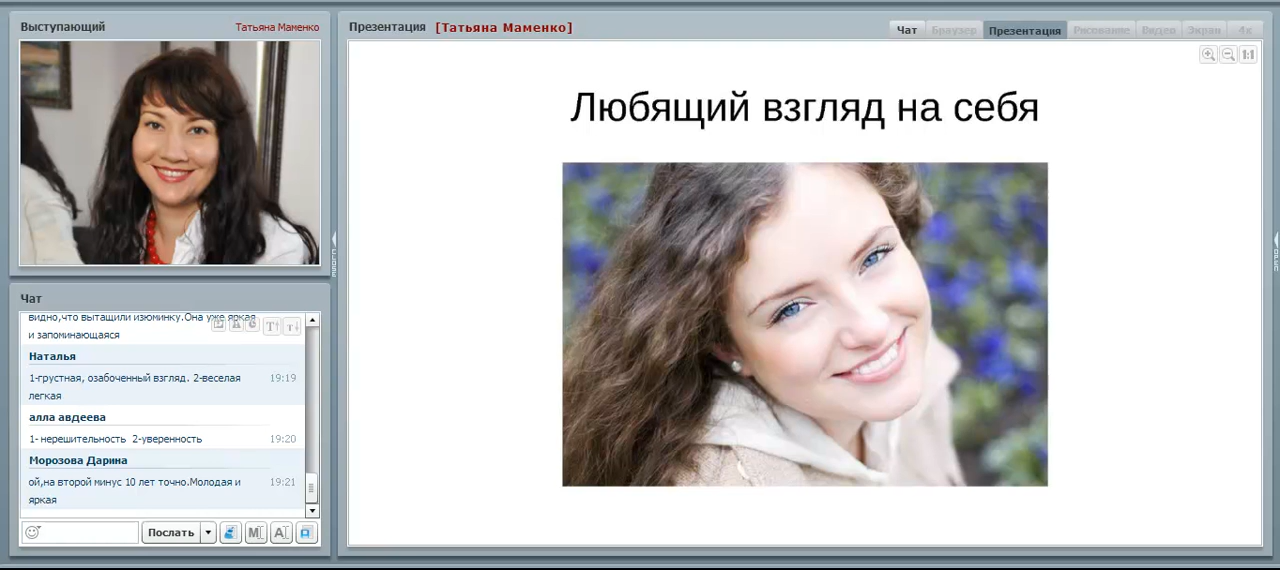 Выступающий
Татьяна Маменко
Презентация [Татьяна Маменко]
Чат Браузер Презентация Рисование Видео Экран 4к
1:1
Любящий взгляд на себя
Чат
видно,что вытащили изюминку.Она уже яркая
и запоминающаяся
Наталья
1-грустная, озабоченный взгляд. 2-веселая 19:19
легкая
алла авдеева
1- нерешительность 2-уверенность 19:20
Морозова Дарина
ой,на второй минус 10 лет точно.Молодая и 19:21
яркая
Послать